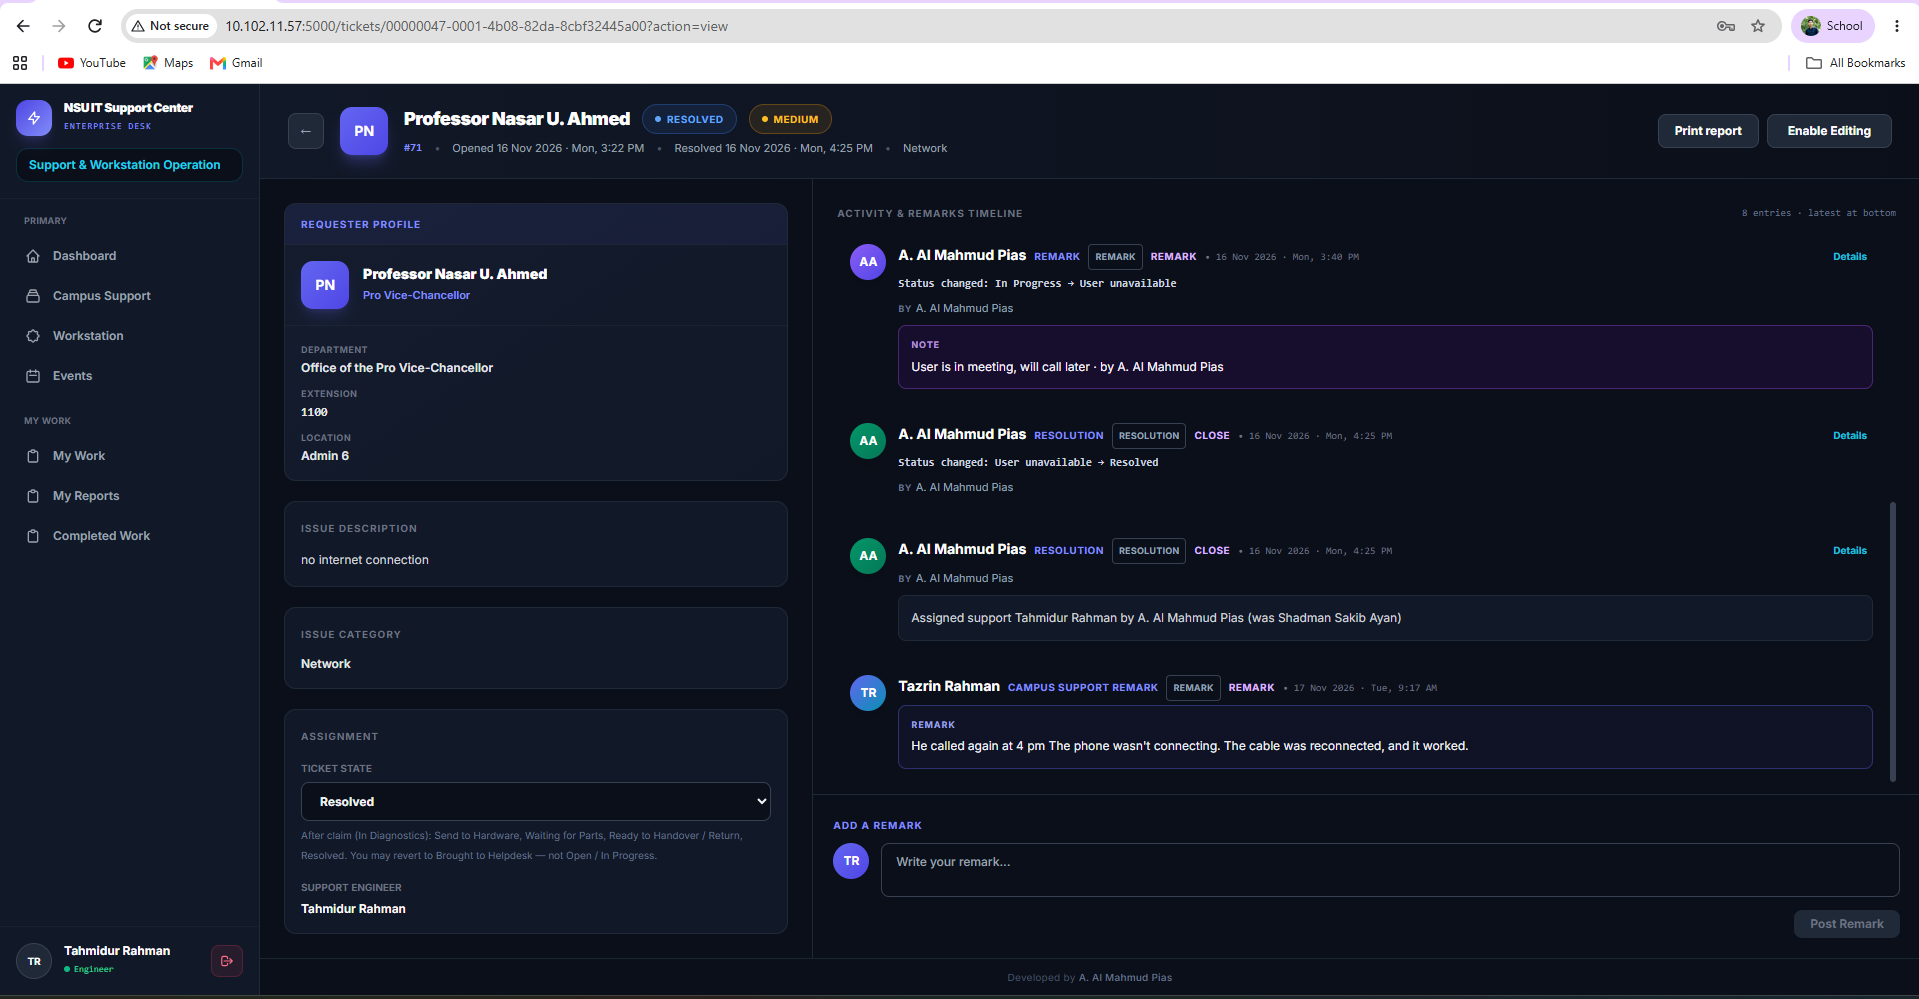 Not secure
10.102.11.57:5000/tickets/00000047-0001-4b08-82da-8cbf32445a00?action=view
School
YouTube
Maps
Gmail
All Bookmarks
NSU IT Support Center
ENTERPRISE DESK
Support & Workstation Operation
PRIMARY
Dashboard
Campus Support
Workstation
Events
MY WORK
My Work
My Reports
Completed Work
TR
Tahmidur Rahman
Engineer
←
PN
Professor Nasar U. Ahmed
RESOLVED
MEDIUM
#71 • Opened 16 Nov 2026 · Mon, 3:22 PM • Resolved 16 Nov 2026 · Mon, 4:25 PM • Network
Print report
Enable Editing
REQUESTER PROFILE
PN
Professor Nasar U. Ahmed
Pro Vice-Chancellor
DEPARTMENT
Office of the Pro Vice-Chancellor
EXTENSION
1100
LOCATION
Admin 6
ISSUE DESCRIPTION
no internet connection
ISSUE CATEGORY
Network
ASSIGNMENT
TICKET STATE
Resolved
After claim (In Diagnostics): Send to Hardware, Waiting for Parts, Ready to Handover / Return,
Resolved. You may revert to Brought to Helpdesk — not Open / In Progress.
SUPPORT ENGINEER
Tahmidur Rahman
ACTIVITY & REMARKS TIMELINE
8 entries · latest at bottom
AA
A. Al Mahmud Pias REMARK REMARK REMARK • 16 Nov 2026 · Mon, 3:40 PM
Details
Status changed: In Progress → User unavailable
BY A. Al Mahmud Pias
NOTE
User is in meeting, will call later · by A. Al Mahmud Pias
AA
A. Al Mahmud Pias RESOLUTION RESOLUTION CLOSE • 16 Nov 2026 · Mon, 4:25 PM
Details
Status changed: User unavailable → Resolved
BY A. Al Mahmud Pias
AA
A. Al Mahmud Pias RESOLUTION RESOLUTION CLOSE • 16 Nov 2026 · Mon, 4:25 PM
Details
BY A. Al Mahmud Pias
Assigned support Tahmidur Rahman by A. Al Mahmud Pias (was Shadman Sakib Ayan)
TR
Tazrin Rahman CAMPUS SUPPORT REMARK REMARK REMARK • 17 Nov 2026 · Tue, 9:17 AM
REMARK
He called again at 4 pm The phone wasn't connecting. The cable was reconnected, and it worked.
ADD A REMARK
TR
Write your remark...
Post Remark
Developed by A. Al Mahmud Pias